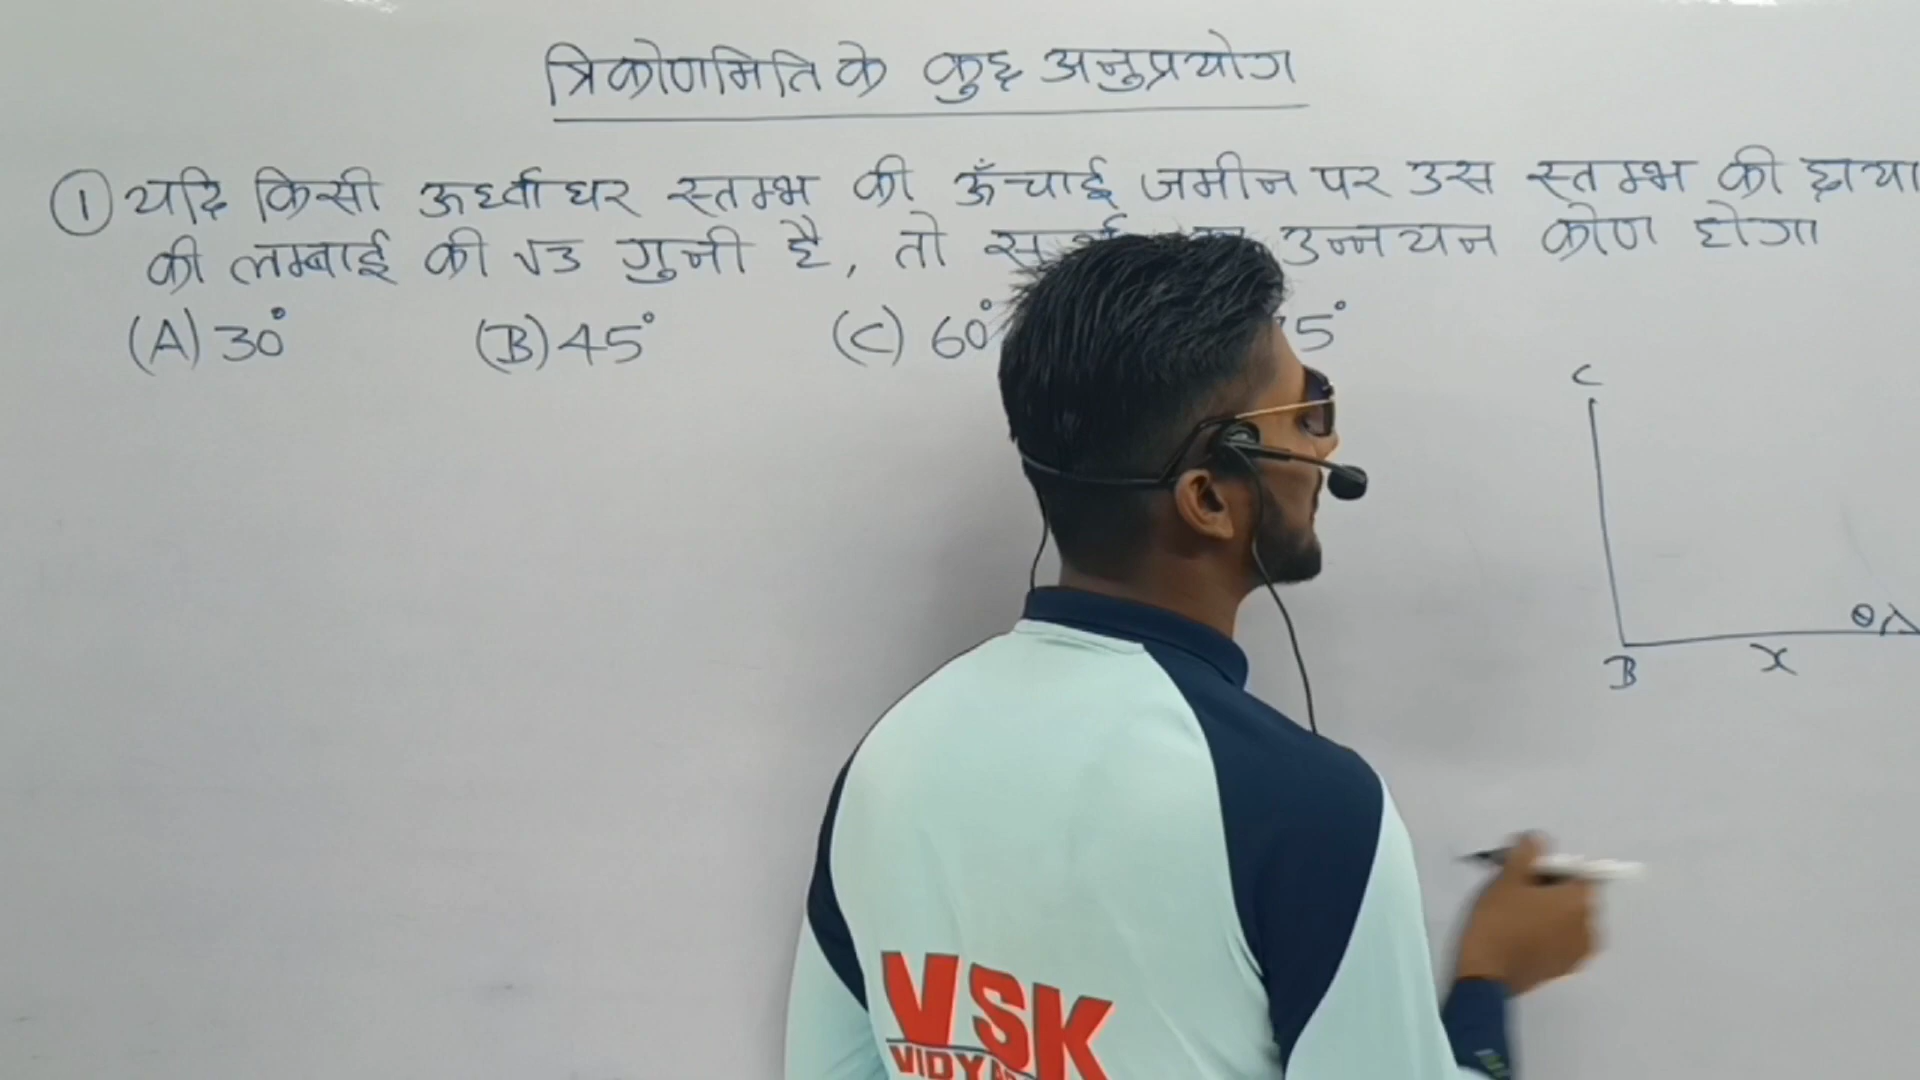 त्रिकोणमिति के कुछ अनुप्रयोग
① यदि किसी ऊर्ध्वाधर स्तम्भ की ऊँचाई जमीन पर उस स्तम्भ की छाया
की लम्बाई की √3 गुनी है, तो उन्नयन कोण होगा
(A) 30° (B) 45° (C) 60° 5°
C
θ
B x
VSK